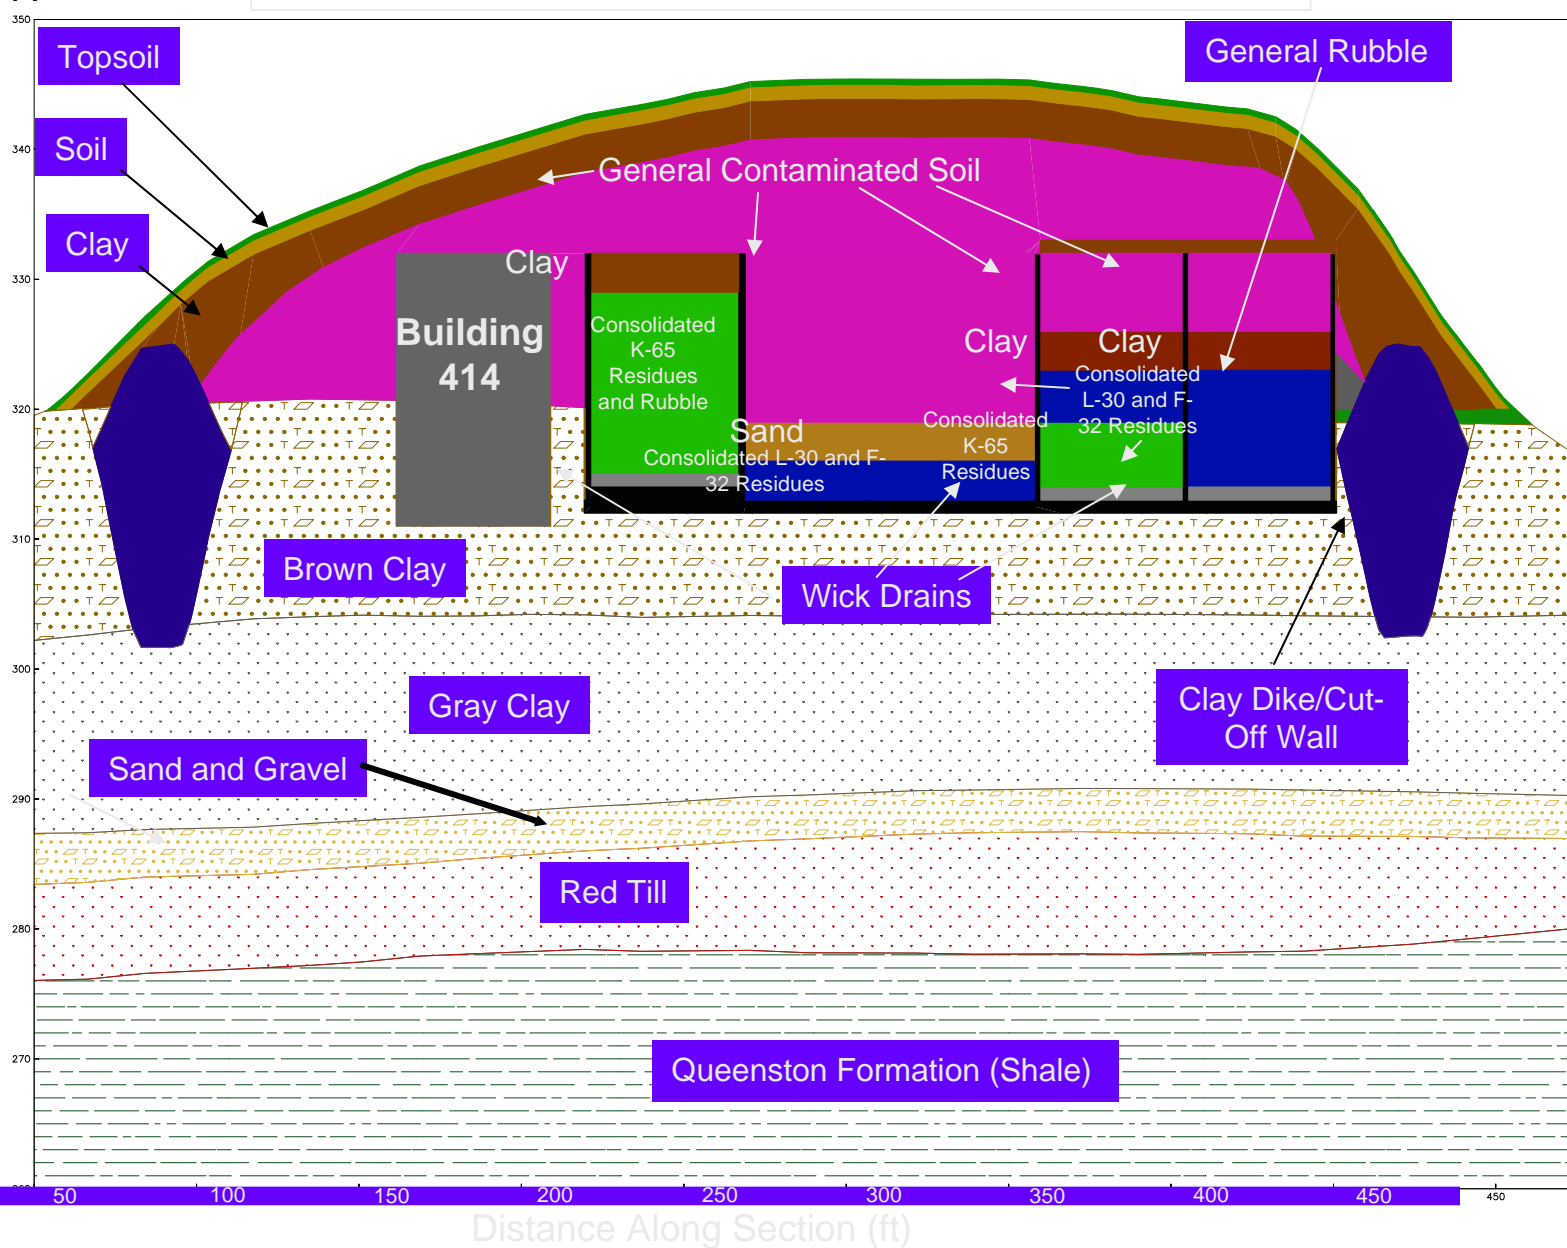 350
Topsoil
General Rubble
Soil
340
General Contaminated Soil
Clay
Clay
330
Building
414
Consolidated
K-65
Residues
and Rubble
Clay
Clay
Consolidated
L-30 and F-
32 Residues
320
Sand
Consolidated L-30 and F-
32 Residues
Consolidated
K-65
Residues
310
Brown Clay
Wick Drains
300
Gray Clay
Clay Dike/Cut-
Off Wall
Sand and Gravel
290
Red Till
280
270
Queenston Formation (Shale)
50 100 150 200 250 300 350 400 450 450
Distance Along Section (ft)